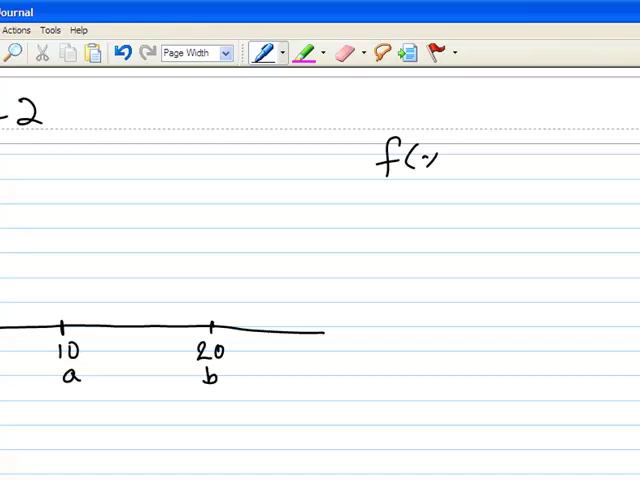 Journal
Actions Tools Help
Page Width
- 2
f(
10 20
a b